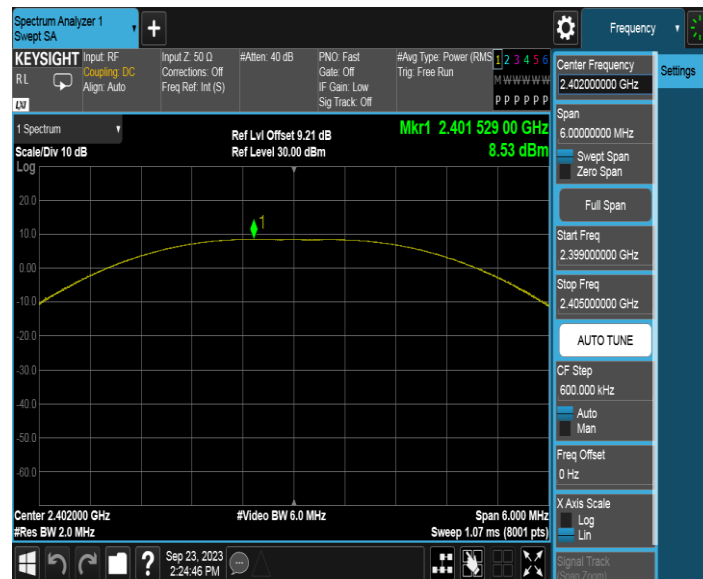 Spectrum Analyzer 1
Swept SA
Frequency
KEYSIGHT
RL
LXI
Input: RF
Coupling: DC
Align: Auto
Input Z: 50 Ω
Corrections: Off
Freq Ref: Int (S)
#Atten: 40 dB
PNO: Fast
Gate: Off
IF Gain: Low
Sig Track: Off
#Avg Type: Power (RMS
Trig: Free Run
1 2 3 4 5 6
M W W W W W
P P P P P P
Center Frequency
2.402000000 GHz
Settings
Span
6.00000000 MHz
Swept Span
Zero Span
Full Span
Start Freq
2.399000000 GHz
Stop Freq
2.405000000 GHz
AUTO TUNE
CF Step
600.000 kHz
Auto
Man
Freq Offset
0 Hz
X Axis Scale
Log
Lin
Signal Track
(Span Zoom)
1 Spectrum
Scale/Div 10 dB
Log
Ref Lvl Offset 9.21 dB
Ref Level 30.00 dBm
Mkr1 2.401 529 00 GHz
8.53 dBm
1
20.0
10.0
0.00
-10.0
-20.0
-30.0
-40.0
-50.0
-60.0
Center 2.402000 GHz
#Res BW 2.0 MHz
#Video BW 6.0 MHz
Span 6.000 MHz
Sweep 1.07 ms (8001 pts)
?
Sep 23, 2023
2:24:46 PM